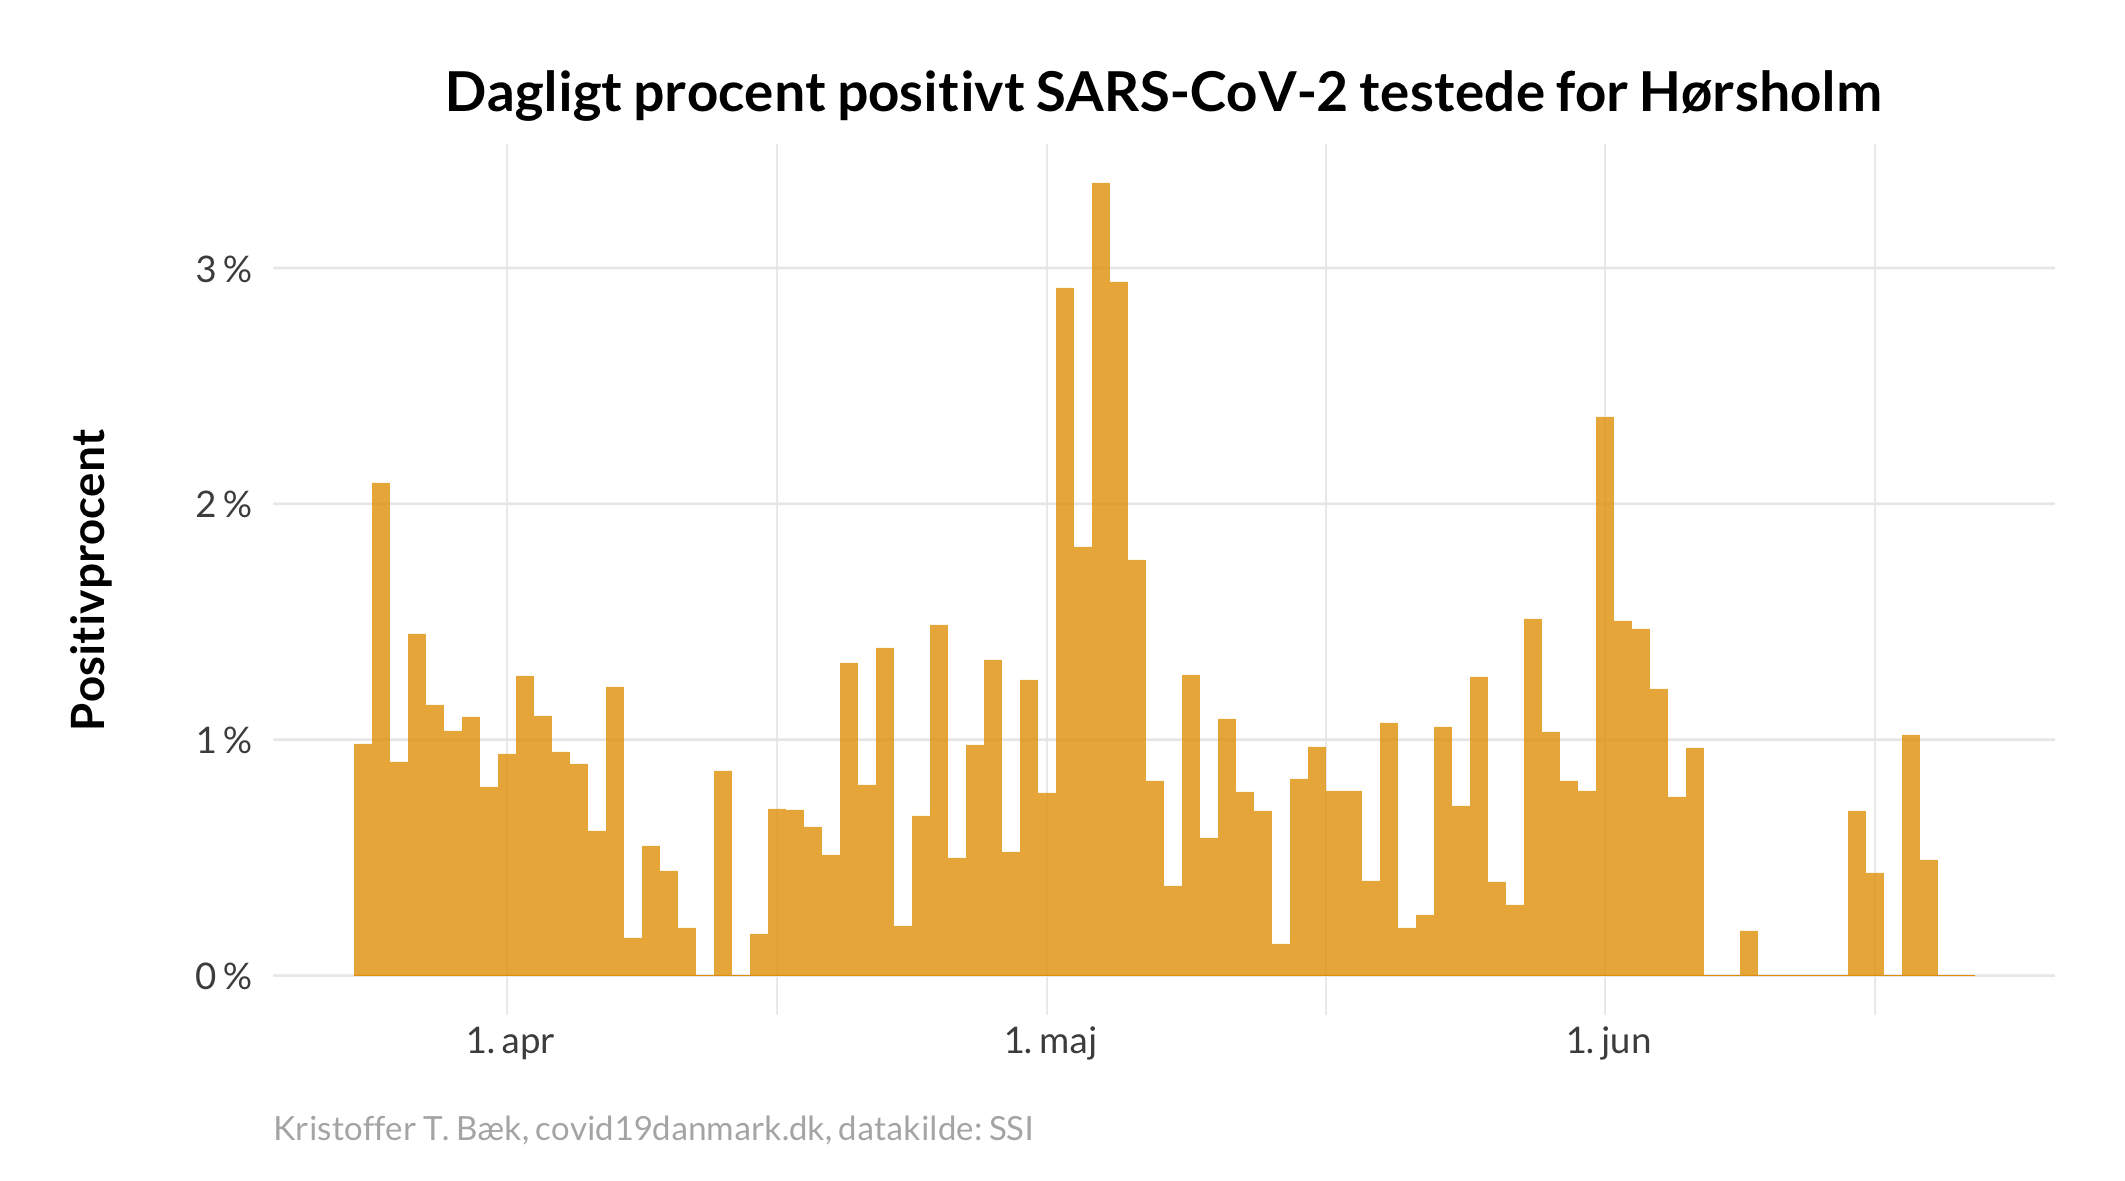 Dagligt procent positivt SARS-CoV-2 testede for Hørsholm
Positivprocent
3 %
2 %
1 %
0 %
1. apr
1. maj
1. jun
Kristoffer T. Bæk, covid19danmark.dk, datakilde: SSI